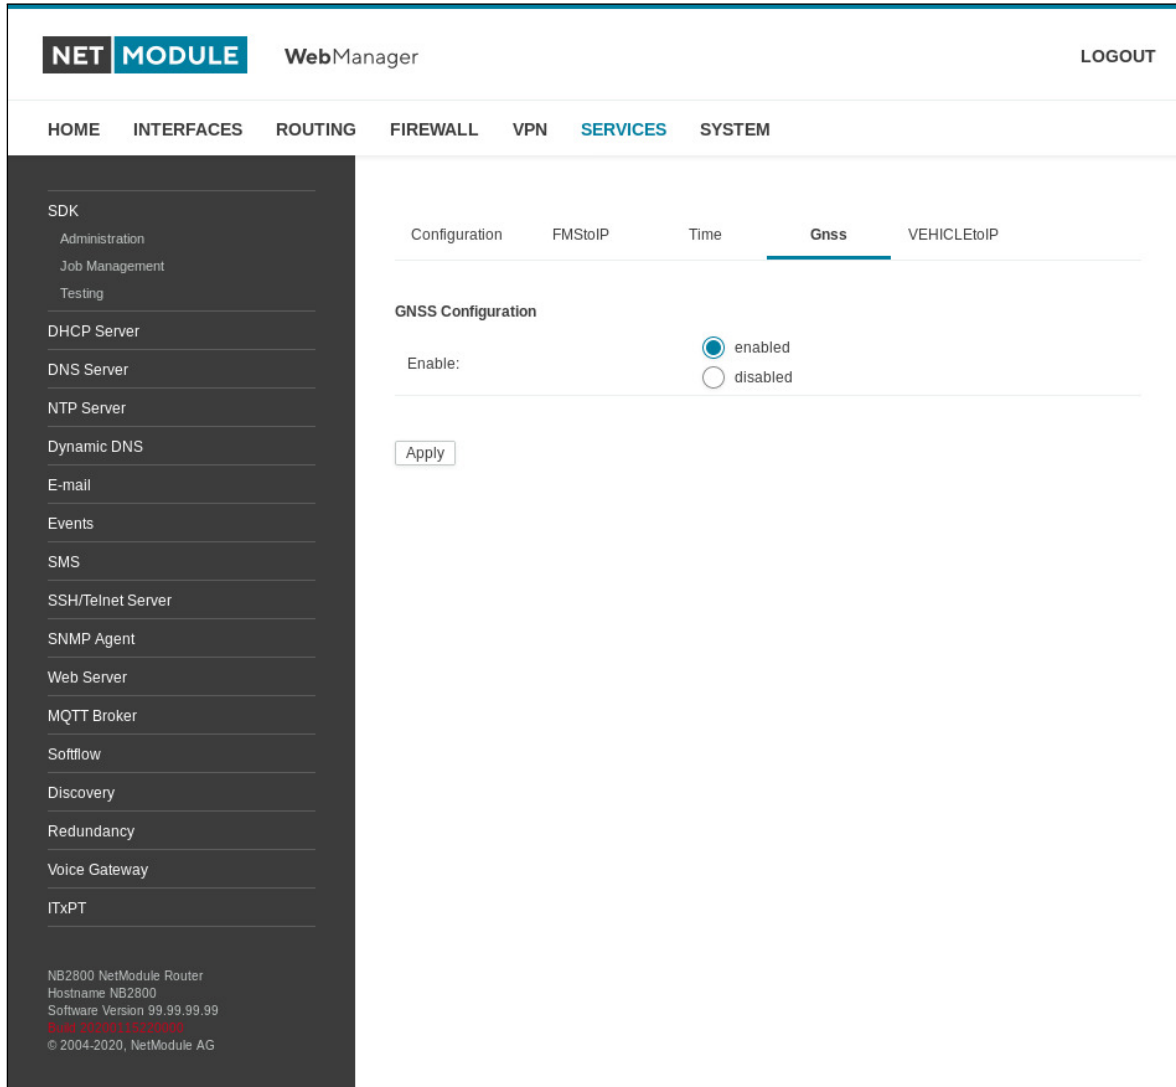 NET MODULE WebManager LOGOUT
HOME INTERFACES ROUTING FIREWALL VPN SERVICES SYSTEM
SDK
Administration
Job Management
Testing
DHCP Server
DNS Server
NTP Server
Dynamic DNS
E-mail
Events
SMS
SSH/Telnet Server
SNMP Agent
Web Server
MQTT Broker
Softflow
Discovery
Redundancy
Voice Gateway
ITxPT
NB2800 NetModule Router
Hostname NB2800
Software Version 99.99.99.99
Build
© 2004-2020, NetModule AG
Configuration FMStoIP Time Gnss VEHICLEtoIP
GNSS Configuration
Enable:
enabled
disabled
Apply